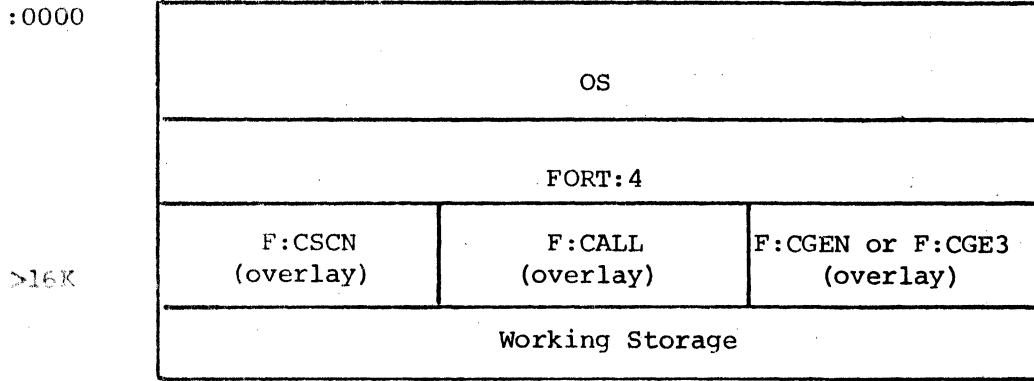 :0000
OS
FORT:4
F:CSCN
(overlay)
F:CALL
(overlay)
F:CGEN or F:CGE3
(overlay)
>16K
Working Storage